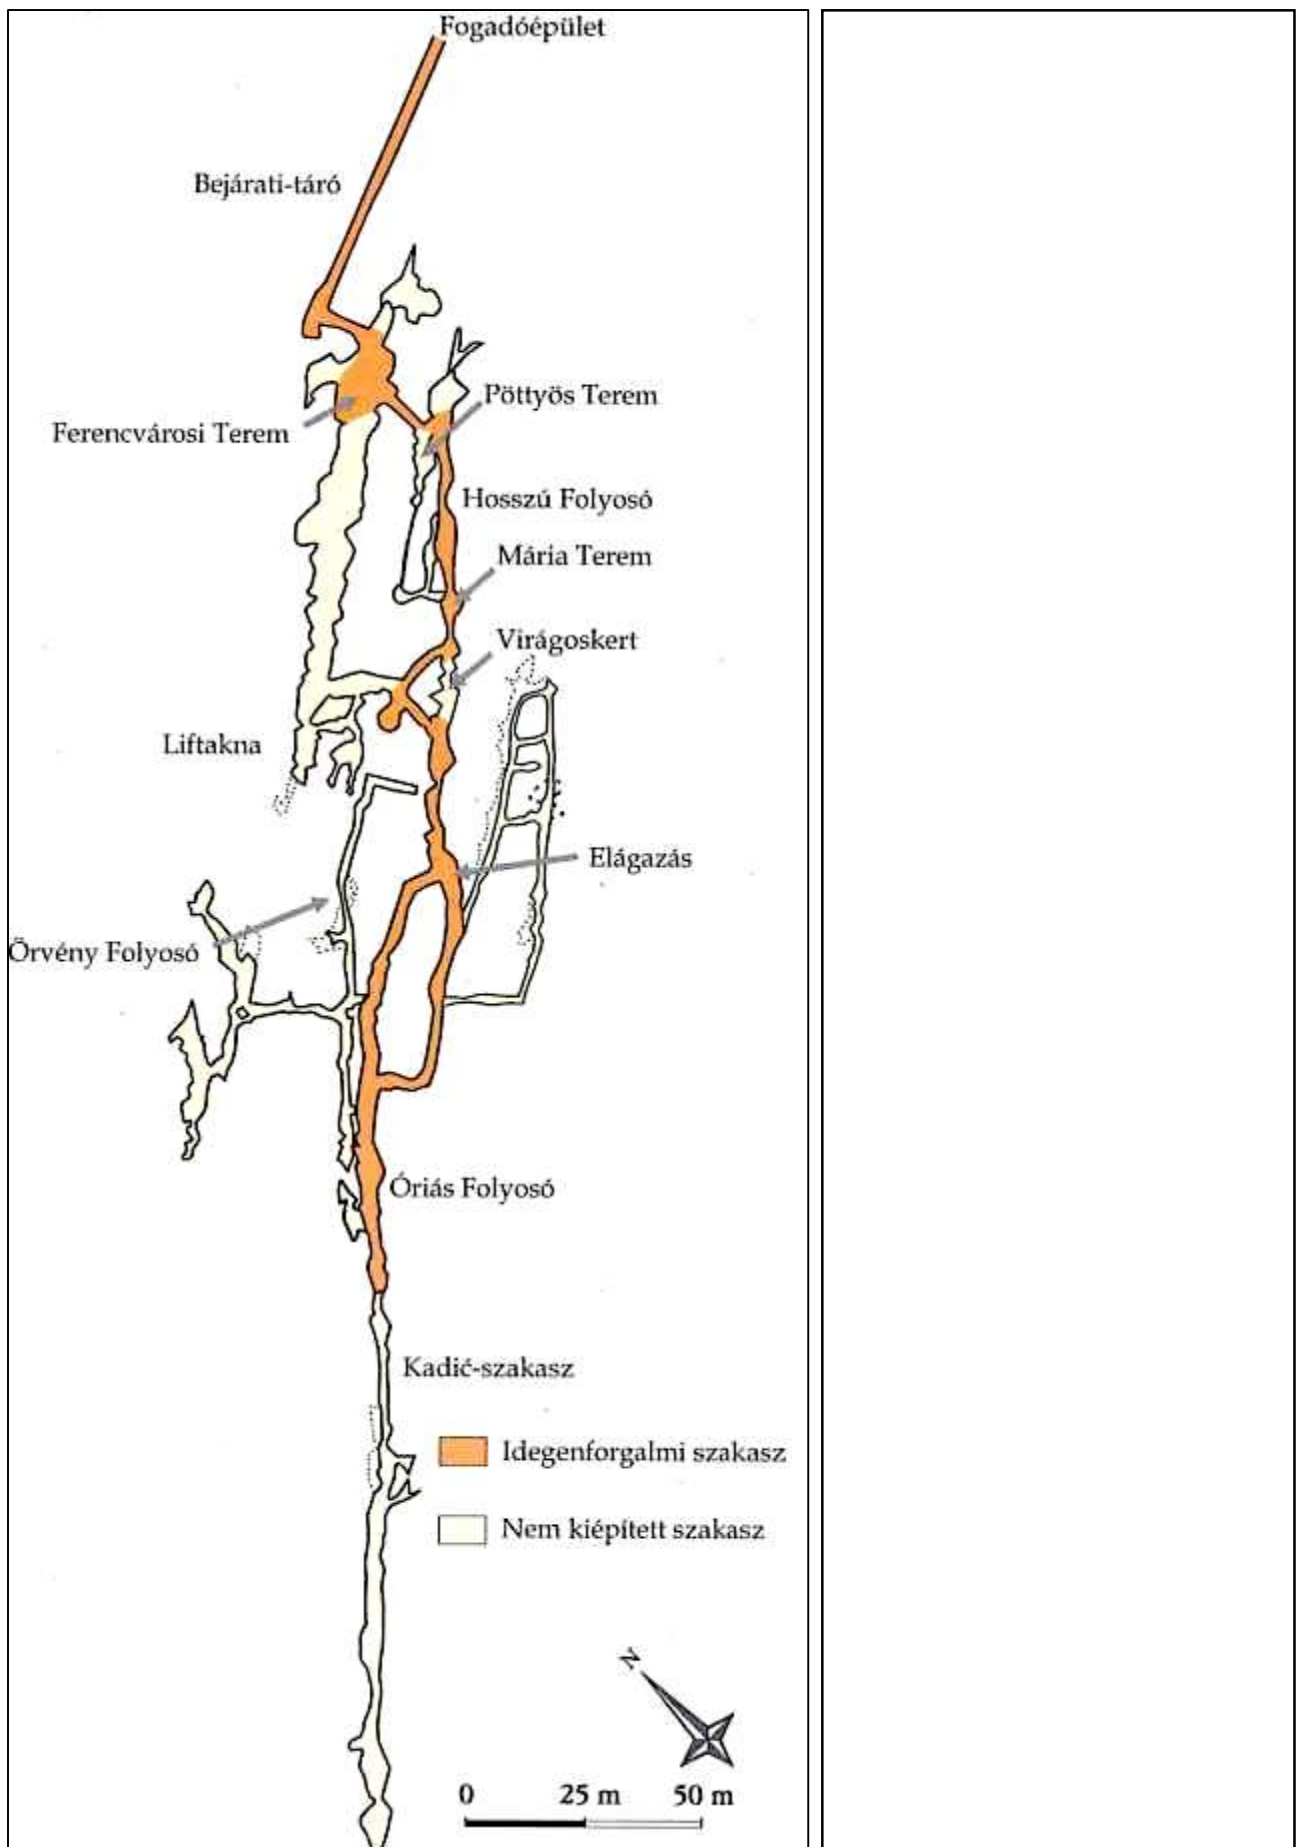 Fogadóépület
Bejárati-táró
Pöttyös Terem
Ferencvárosi Terem
Hosszú Folyosó
Mária Terem
Virágoskert
Liftakna
Elágazás
Örvény Folyosó
Óriás Folyosó
Kadić-szakasz
Idegenforgalmi szakasz
Nem kiépített szakasz
N
0 25 m 50 m